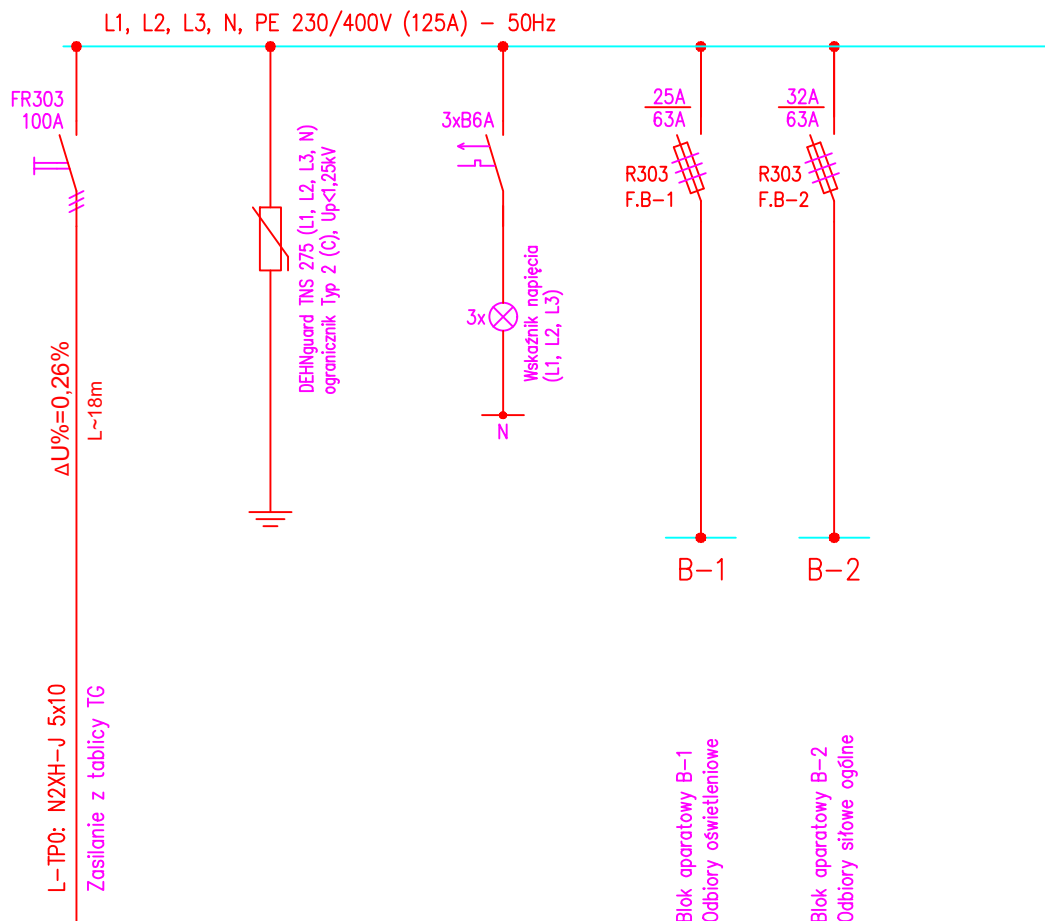 L1, L2, L3, N, PE 230/400V (125A) – 50Hz
FR303
100A
DEHNguard TNS 275 (L1, L2, L3, N)
ogranicznik Typ 2 (C), Up<1,25kV
3xB6A
3x
Wskaźnik napięcia
(L1, L2, L3)
N
25A
63A
R303
F.B–1
32A
63A
R303
F.B–2
ΔU%=0,26%
L~18m
B–1
B–2
L–TP0: N2XH–J 5x10
Zasilanie z tablicy TG
Blok aparatowy B–1
Odbiory oświetleniowe
Blok aparatowy B–2
Odbiory siłowe ogólne